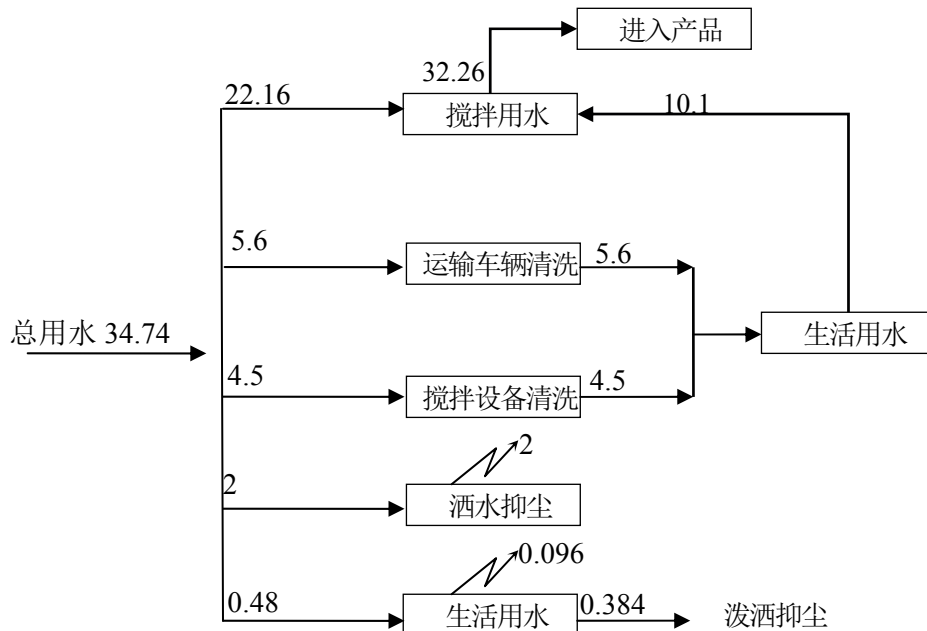 进入产品
32.26
22.16
搅拌用水
10.1
5.6
运输车辆清洗
5.6
总用水 34.74
生活用水
4.5
搅拌设备清洗
4.5
2
2
洒水抑尘
0.096
0.48
生活用水
0.384
泼洒抑尘